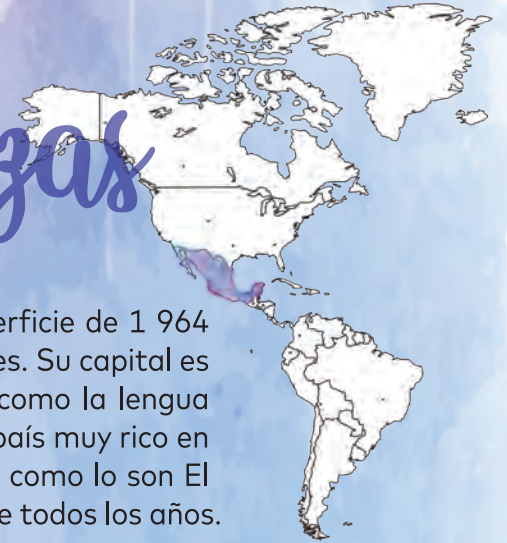 zas
erficie de 1 964
es. Su capital es
como la lengua
país muy rico en
como lo son El
e todos los años.